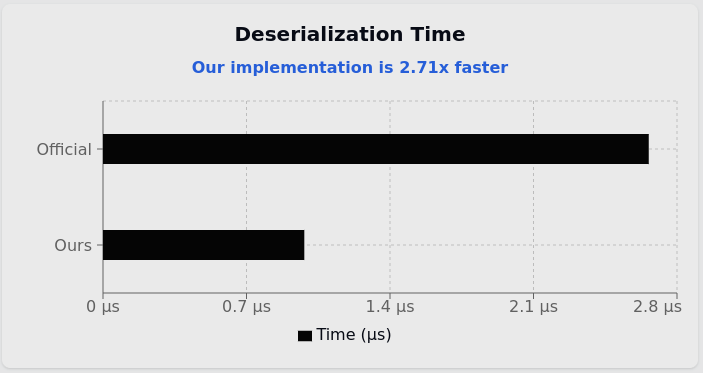 Deserialization Time
Our implementation is 2.71x faster
Official
Ours
0 μs 0.7 μs 1.4 μs 2.1 μs 2.8 μs
Time (μs)